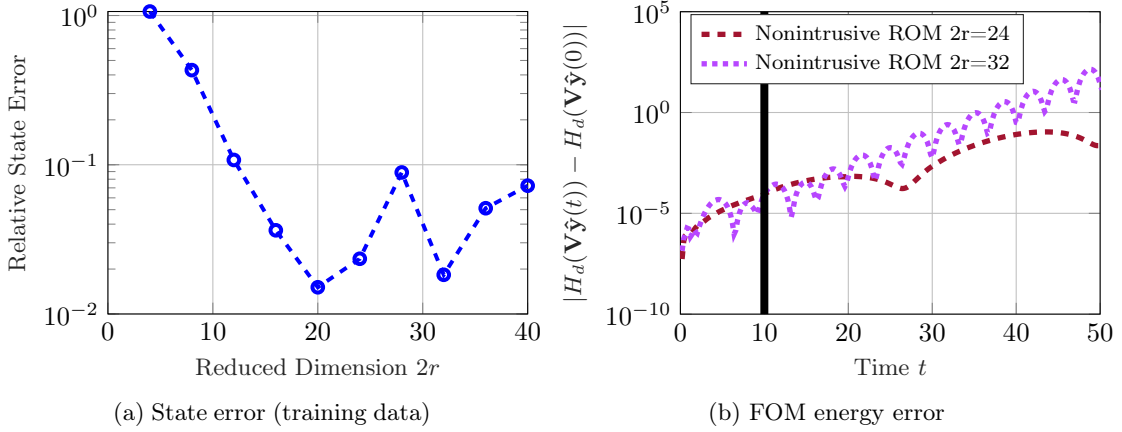 10^0
10^{-1}
10^{-2}
0
10
20
30
40
Relative State Error
Reduced Dimension 2r
(a) State error (training data)
10^5
10^0
10^{-5}
10^{-10}
0
10
20
30
40
50
|H_d(Vŷ(t)) − H_d(Vŷ(0))|
Time t
Nonintrusive ROM 2r=24
Nonintrusive ROM 2r=32
(b) FOM energy error